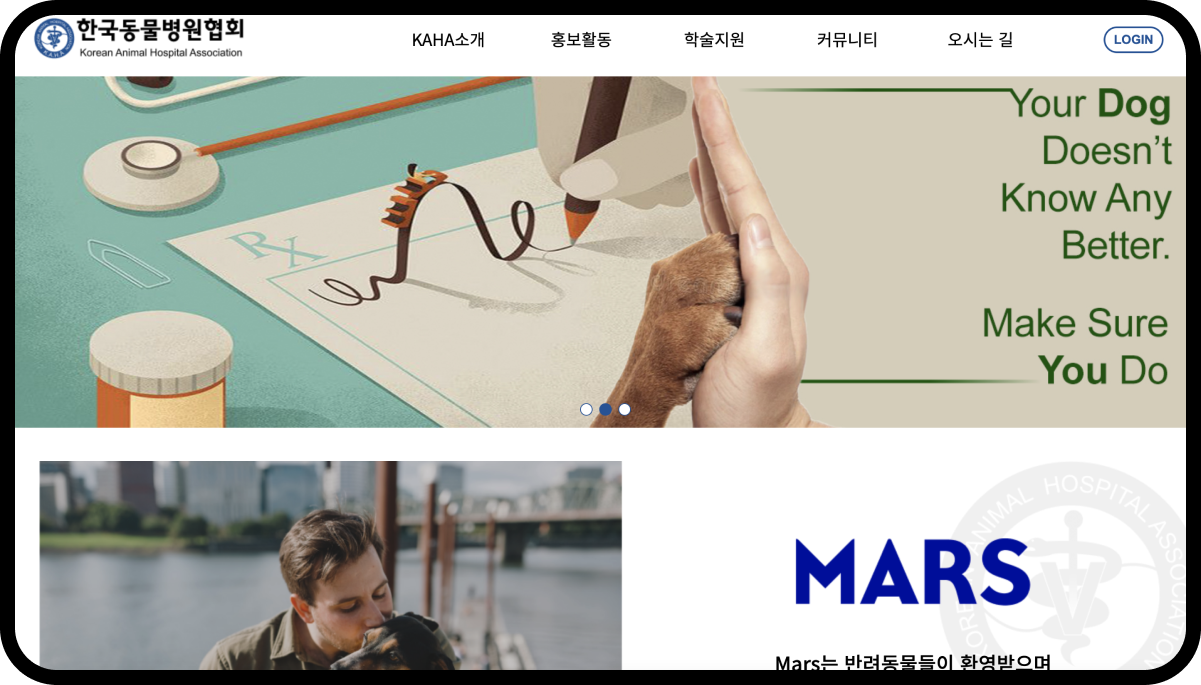 한국동물병원협회
Korean Animal Hospital Association
KAHA소개 홍보활동 학술지원 커뮤니티 오시는 길 LOGIN
Your Dog
Doesn't
Know Any
Better.
Make Sure
You Do
Rx
MARS
Mars는 반려동물들이 환영받으며
ANIMAL HOSPITAL ASSOCIATION